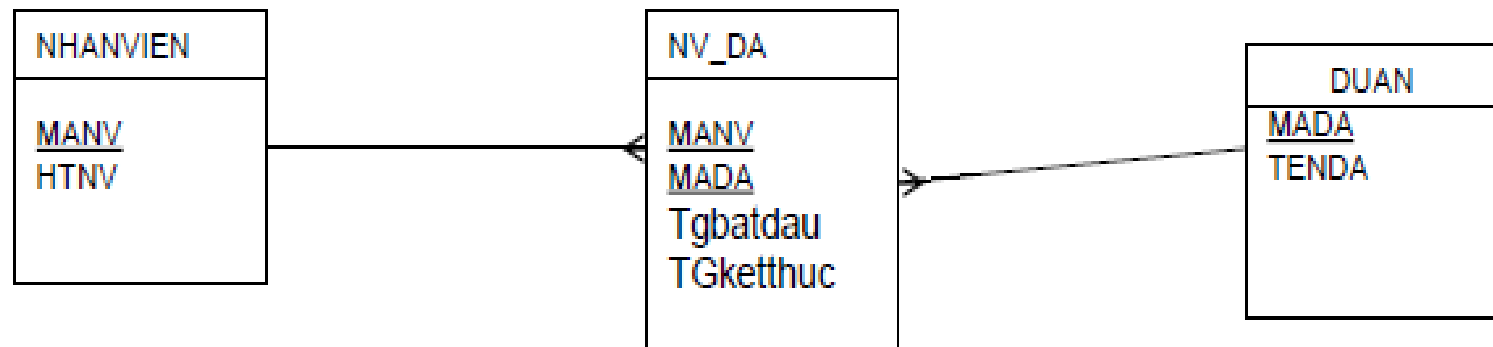 NHANVIEN
MANV
HTNV
NV_DA
MANV
MADA
Tgbatdau
TGketthuc
DUAN
MADA
TENDA